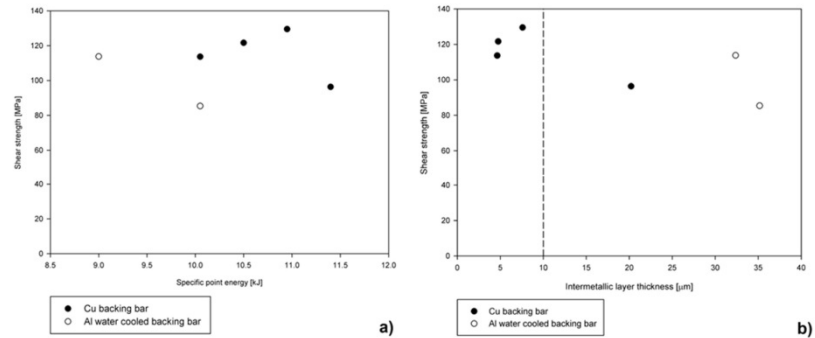 140
120
100
80
60
40
20
0
Shear strength [MPa]
8.5 9.0 9.5 10.0 10.5 11.0 11.5 12.0
Specific point energy [kJ]
Cu backing bar
Al water cooled backing bar
a)
140
120
100
80
60
40
20
0
Shear strength [MPa]
0 5 10 15 20 25 30 35 40
Intermetallic layer thickness [μm]
Cu backing bar
Al water cooled backing bar
b)